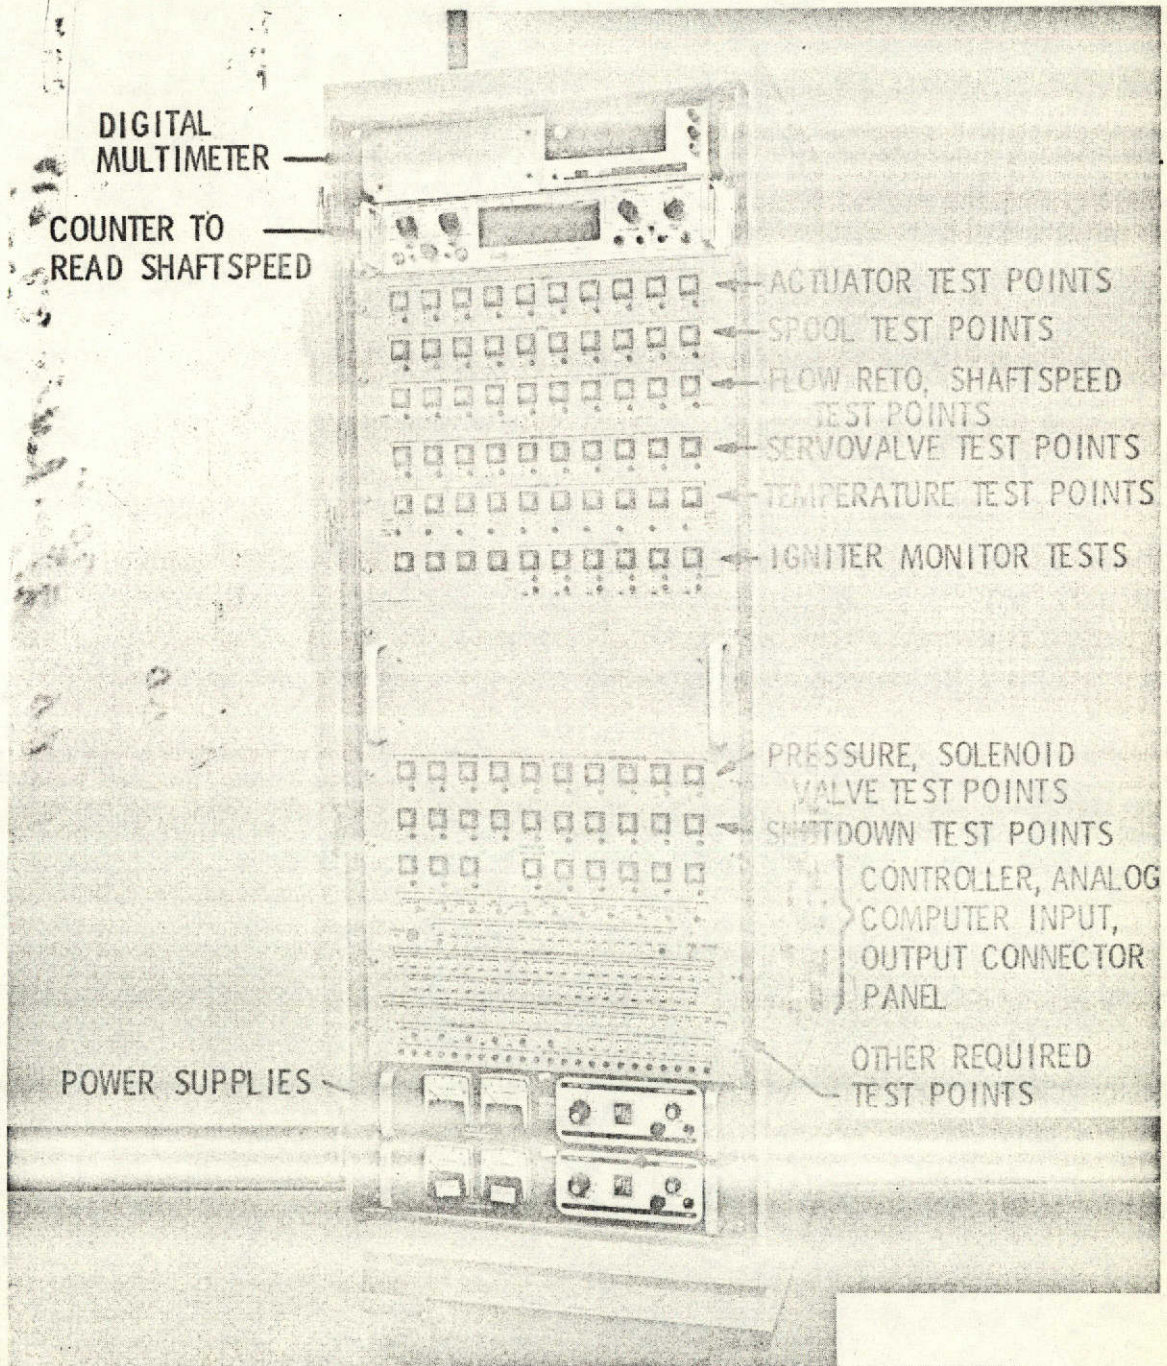 DIGITAL
MULTIMETER
COUNTER TO
READ SHAFTSPEED
ACTUATOR TEST POINTS
SPOOL TEST POINTS
FLOW RETO, SHAFTSPEED
TEST POINTS
SERVOVALVE TEST POINTS
TEMPERATURE TEST POINTS
IGNITER MONITOR TESTS
PRESSURE, SOLENOID
VALVE TEST POINTS
SHUTDOWN TEST POINTS
CONTROLLER, ANALOG
COMPUTER INPUT,
OUTPUT CONNECTOR
PANEL
OTHER REQUIRED
TEST POINTS
POWER SUPPLIES